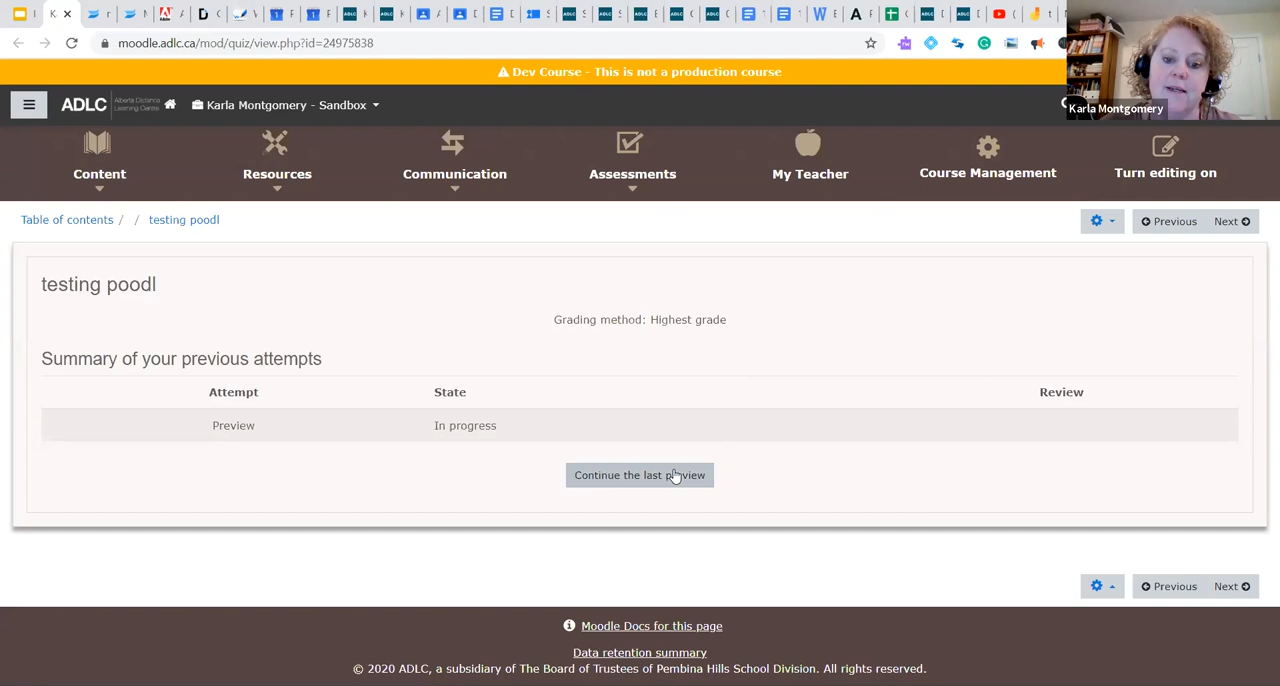 moodle.adlc.ca/mod/quiz/view.php?id=24975838
Dev Course - This is not a production course
ADLC Alberta Distance Learning Centre Karla Montgomery - Sandbox
Karla Montgomery
Content Resources Communication Assessments My Teacher Course Management Turn editing on
Table of contents / / testing poodl
Previous Next
testing poodl
Grading method: Highest grade
Summary of your previous attempts
Attempt State Review
Preview In progress
Continue the last preview
Previous Next
Moodle Docs for this page
Data retention summary
© 2020 ADLC, a subsidiary of The Board of Trustees of Pembina Hills School Division. All rights reserved.